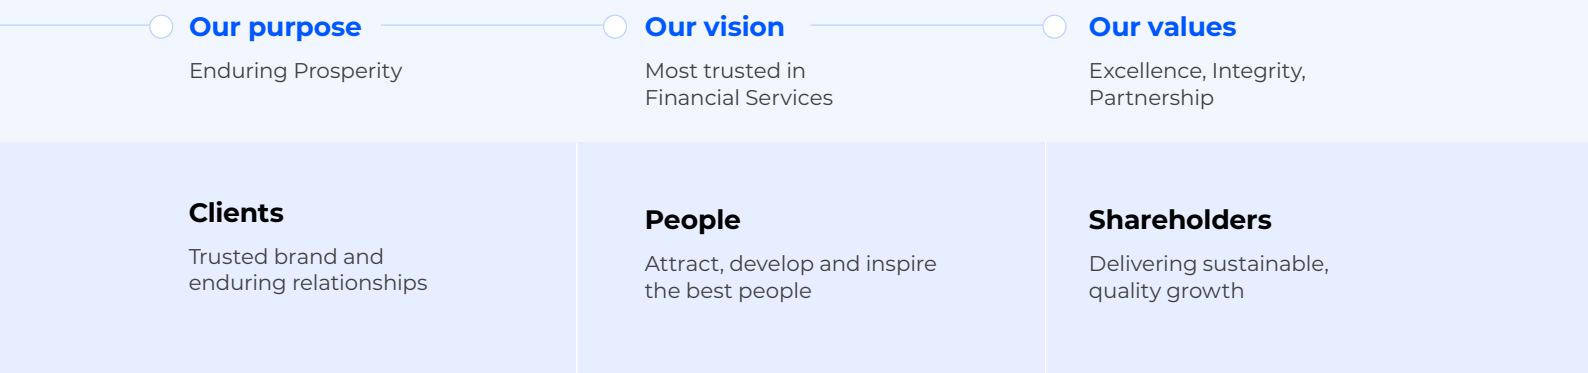 Our purpose
Enduring Prosperity
Our vision
Most trusted in
Financial Services
Our values
Excellence, Integrity,
Partnership
Clients
Trusted brand and
enduring relationships
People
Attract, develop and inspire
the best people
Shareholders
Delivering sustainable,
quality growth